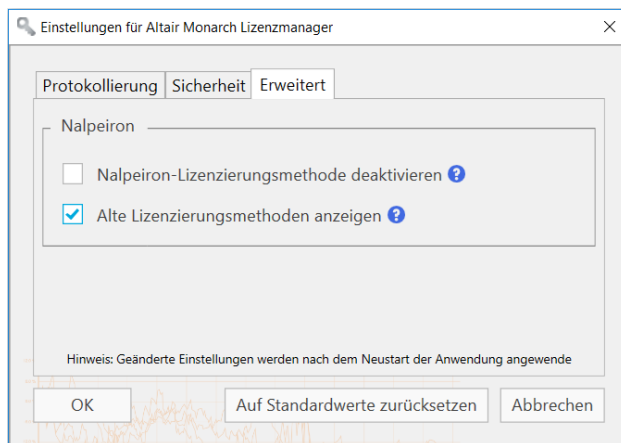 Einstellungen für Altair Monarch Lizenzmanager
Protokollierung Sicherheit Erweitert
Nalpeiron
Nalpeiron-Lizenzierungsmethode deaktivieren ?
Alte Lizenzierungsmethoden anzeigen ?
Hinweis: Geänderte Einstellungen werden nach dem Neustart der Anwendung angewende
OK Auf Standardwerte zurücksetzen Abbrechen